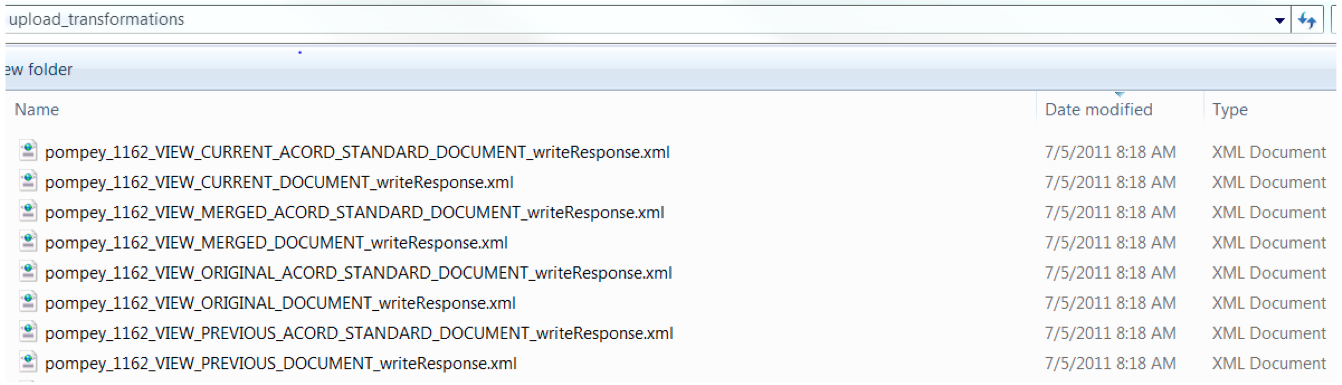 upload_transformations
ew folder
Name Date modified Type
pompey_1162_VIEW_CURRENT_ACORD_STANDARD_DOCUMENT_writeResponse.xml 7/5/2011 8:18 AM XML Document
pompey_1162_VIEW_CURRENT_DOCUMENT_writeResponse.xml 7/5/2011 8:18 AM XML Document
pompey_1162_VIEW_MERGED_ACORD_STANDARD_DOCUMENT_writeResponse.xml 7/5/2011 8:18 AM XML Document
pompey_1162_VIEW_MERGED_DOCUMENT_writeResponse.xml 7/5/2011 8:18 AM XML Document
pompey_1162_VIEW_ORIGINAL_ACORD_STANDARD_DOCUMENT_writeResponse.xml 7/5/2011 8:18 AM XML Document
pompey_1162_VIEW_ORIGINAL_DOCUMENT_writeResponse.xml 7/5/2011 8:18 AM XML Document
pompey_1162_VIEW_PREVIOUS_ACORD_STANDARD_DOCUMENT_writeResponse.xml 7/5/2011 8:18 AM XML Document
pompey_1162_VIEW_PREVIOUS_DOCUMENT_writeResponse.xml 7/5/2011 8:18 AM XML Document